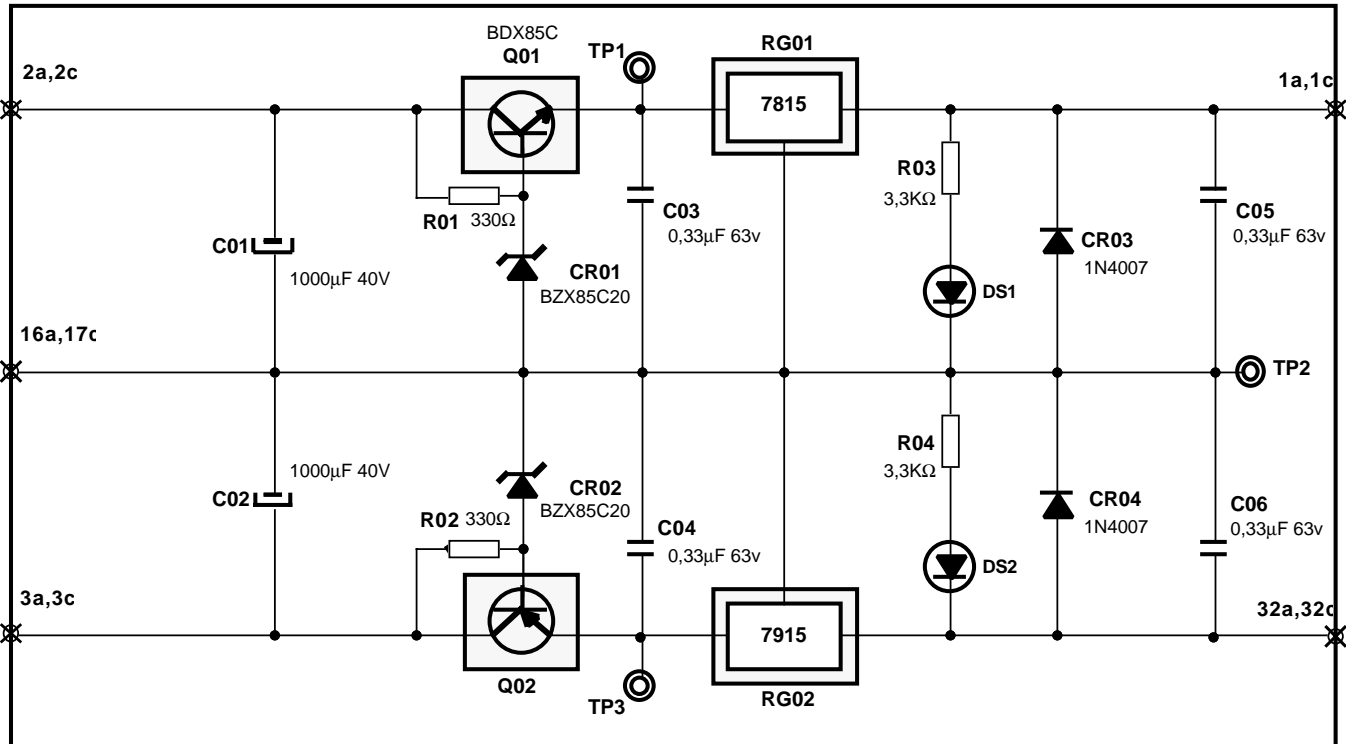 BDX85C
Q01
TP1
RG01
2a,2c
1a,1c
7815
R03
3,3KΩ
R01 330Ω
C03
0,33µF 63v
C05
0,33µF 63v
C01
1000µF 40V
CR01
BZX85C20
CR03
1N4007
DS1
16a,17c
TP2
R04
3,3KΩ
1000µF 40V
C02
CR02
BZX85C20
R02 330Ω
C04
0,33µF 63v
CR04
1N4007
C06
0,33µF 63v
DS2
3a,3c
32a,32c
7915
Q02
TP3
RG02